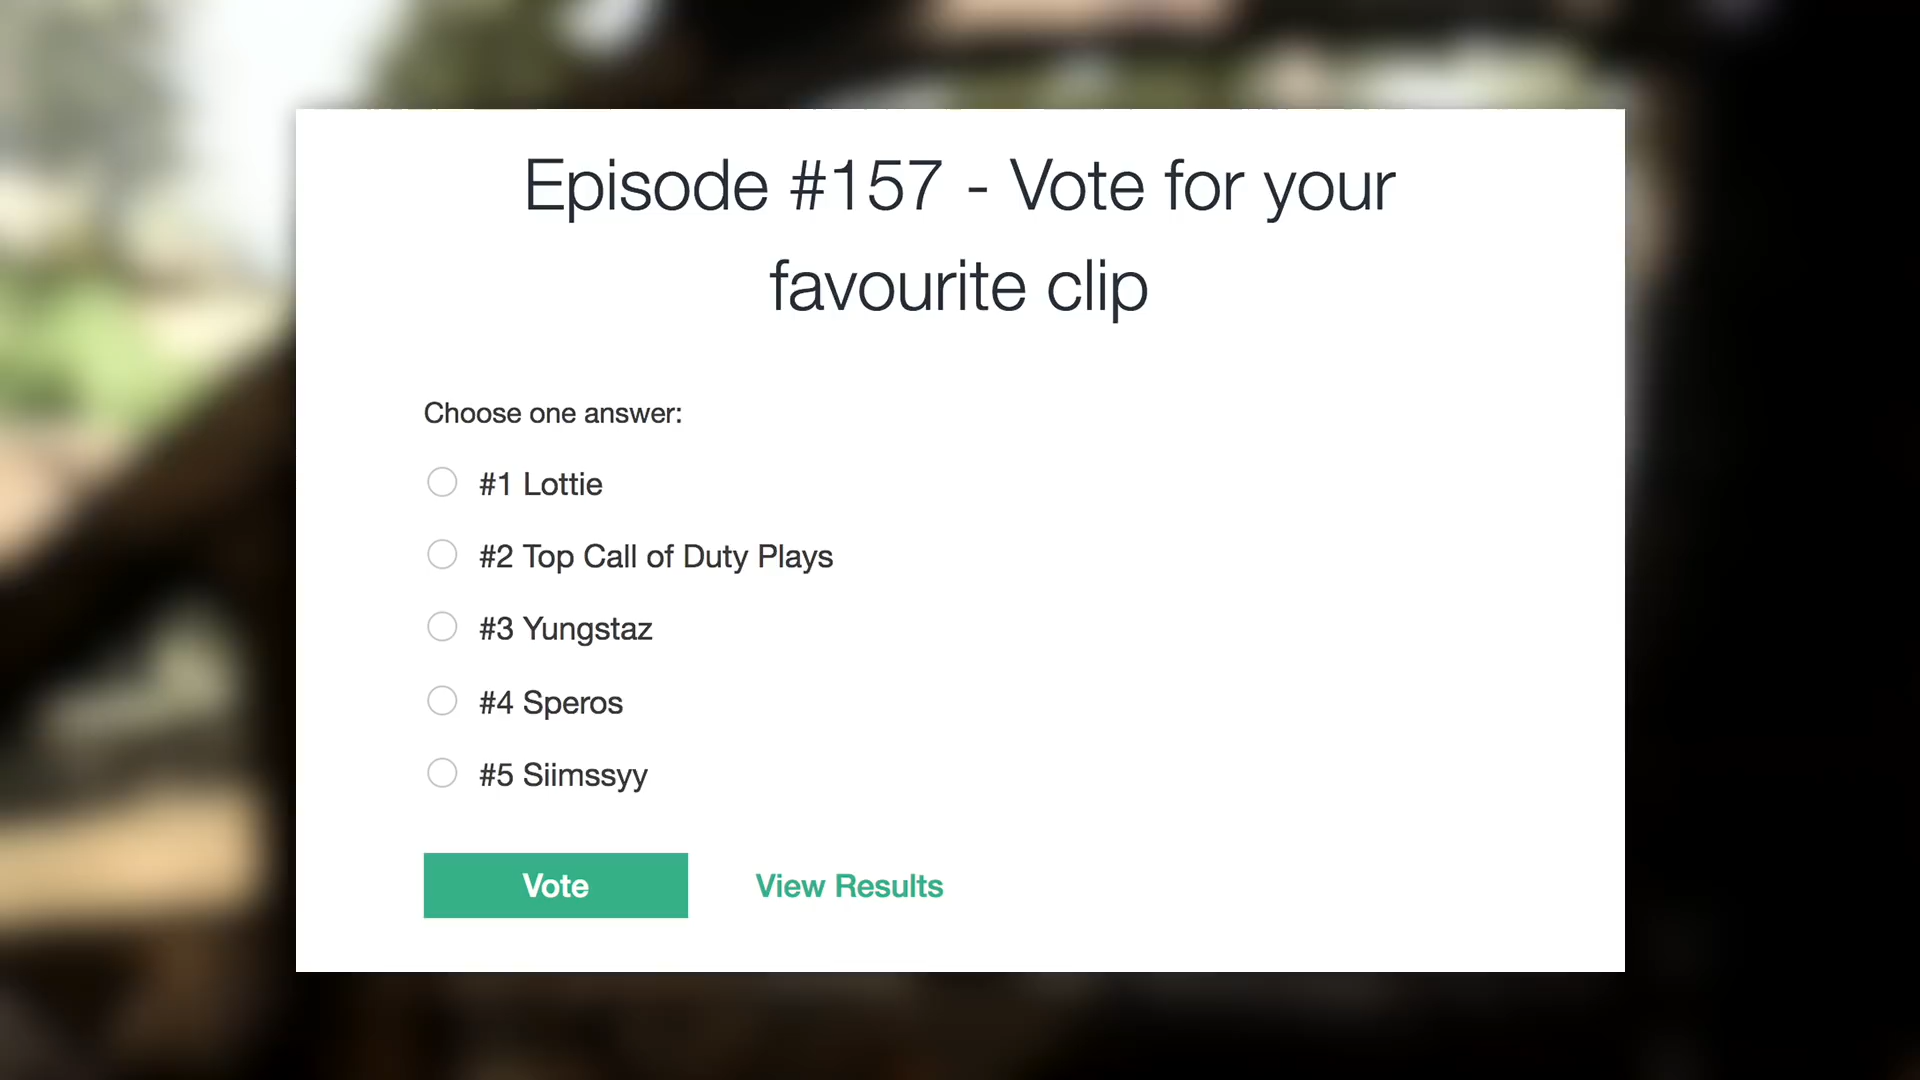 Episode #157 - Vote for your
favourite clip
Choose one answer:
#1 Lottie
#2 Top Call of Duty Plays
#3 Yungstaz
#4 Speros
#5 Siimssyy
Vote
View Results